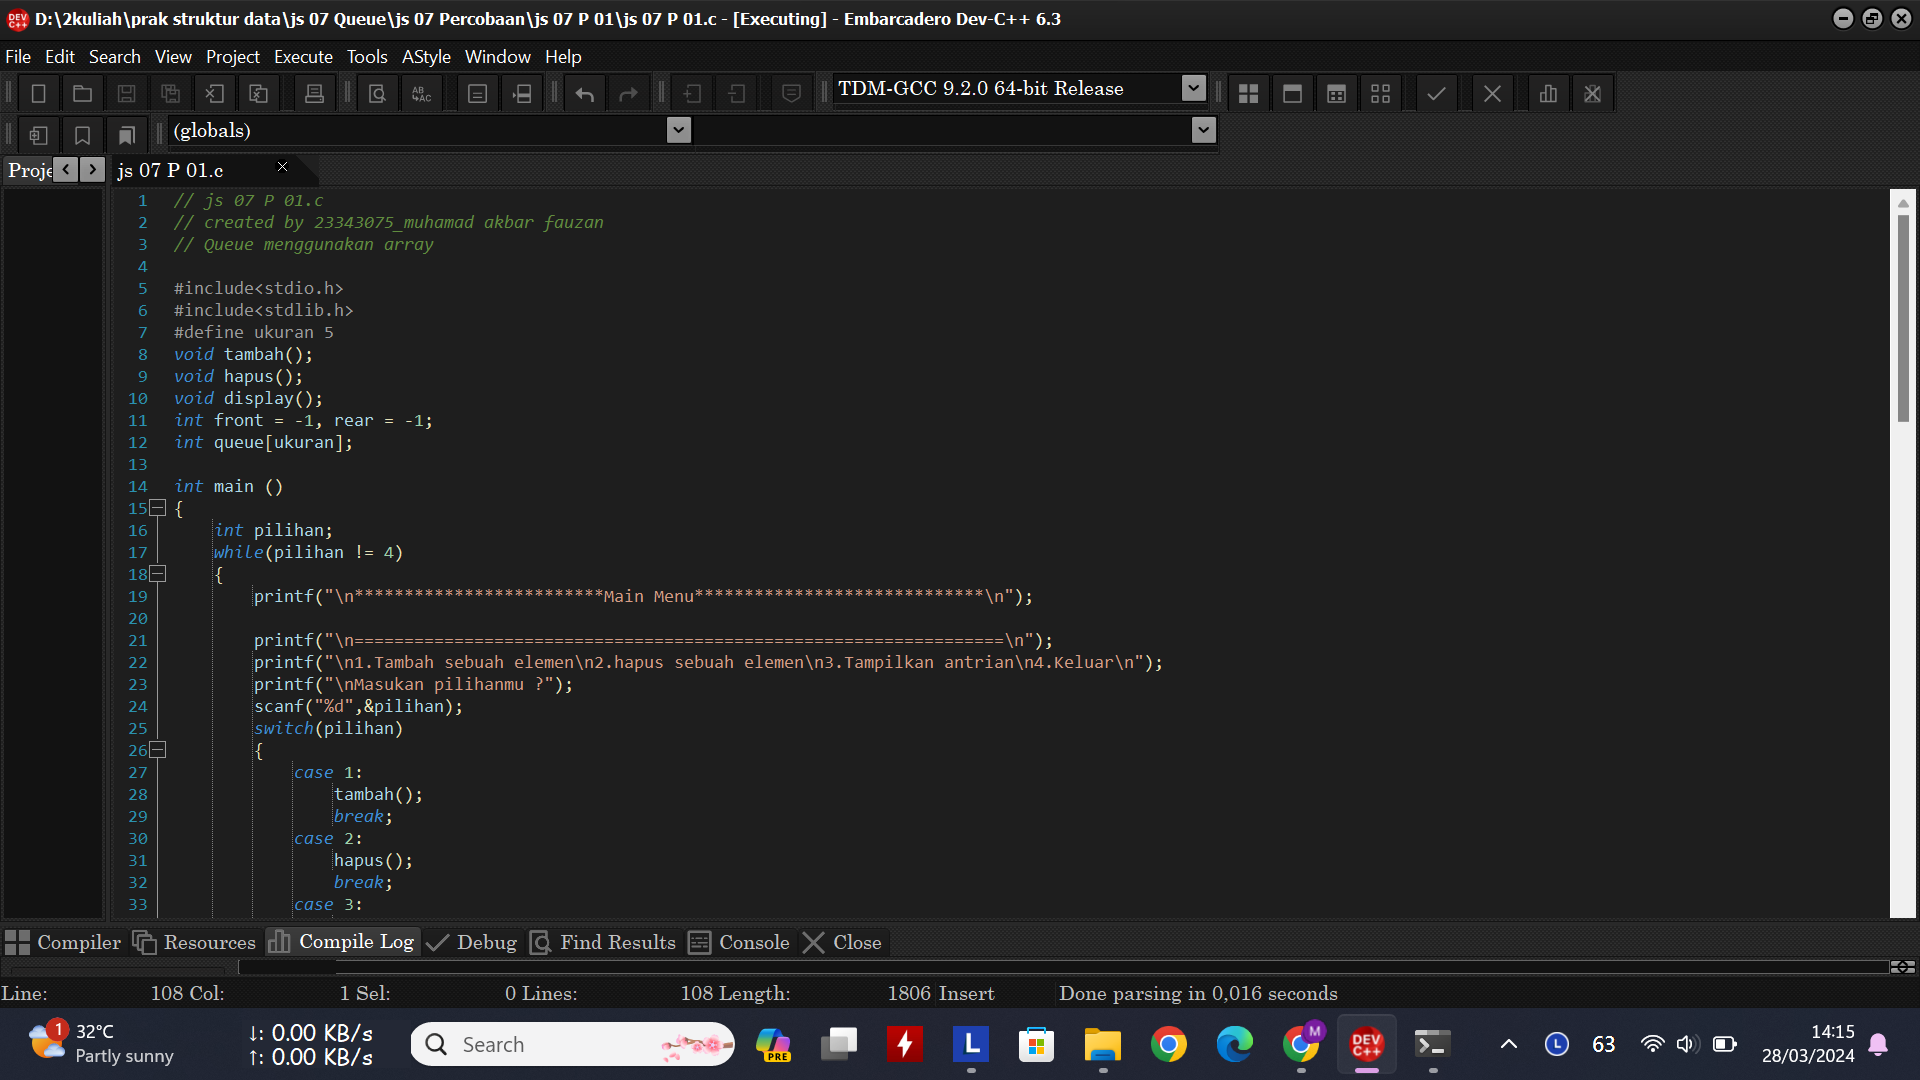 D:\2kuliah\prak struktur data\js 07 Queue\js 07 Percobaan\js 07 P 01\js 07 P 01.c - [Executing] - Embarcadero Dev-C++ 6.3
File Edit Search View Project Execute Tools AStyle Window Help
TDM-GCC 9.2.0 64-bit Release
(globals)
Proje js 07 P 01.c
1 // js 07 P 01.c
2 // created by 23343075_muhamad akbar fauzan
3 // Queue menggunakan array
4
5 #include<stdio.h>
6 #include<stdlib.h>
7 #define ukuran 5
8 void tambah();
9 void hapus();
10 void display();
11 int front = -1, rear = -1;
12 int queue[ukuran];
13
14 int main ()
15 {
16 int pilihan;
17 while(pilihan != 4)
18 {
19 printf("\n*************************Main Menu*****************************\n");
20
21 printf("\n=================================================================\n");
22 printf("\n1.Tambah sebuah elemen\n2.hapus sebuah elemen\n3.Tampilkan antrian\n4.Keluar\n");
23 printf("\nMasukan pilihanmu ?");
24 scanf("%d",&pilihan);
25 switch(pilihan)
26 {
27 case 1:
28 tambah();
29 break;
30 case 2:
31 hapus();
32 break;
33 case 3:
Compiler Resources Compile Log Debug Find Results Console Close
Line: 108 Col: 1 Sel: 0 Lines: 108 Length: 1806 Insert Done parsing in 0,016 seconds
1 32°C
Partly sunny
↓: 0.00 KB/s
↑: 0.00 KB/s
Search
PRE
L
M
DEV
C++
L
63
14:15
28/03/2024